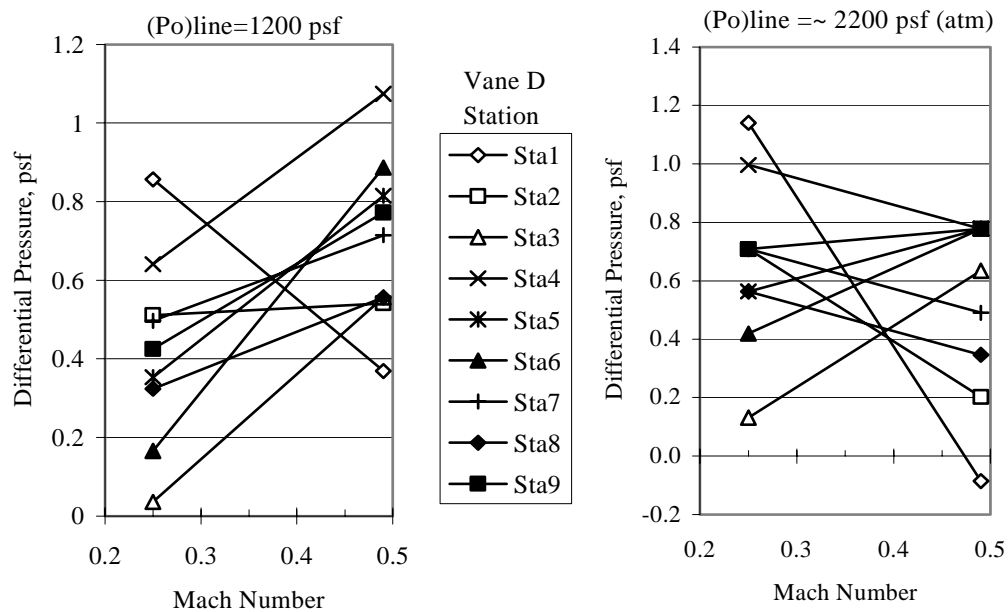 (Po)line=1200 psf
1.2
1
0.8
0.6
0.4
0.2
0
Differential Pressure, psf
0.2
0.3
0.4
0.5
Mach Number
Vane D
Station
Sta1
Sta2
Sta3
Sta4
Sta5
Sta6
Sta7
Sta8
Sta9
(Po)line =~ 2200 psf (atm)
1.4
1.2
1.0
0.8
0.6
0.4
0.2
0.0
-0.2
Differential Pressure, psf
0.2
0.3
0.4
0.5
Mach Number